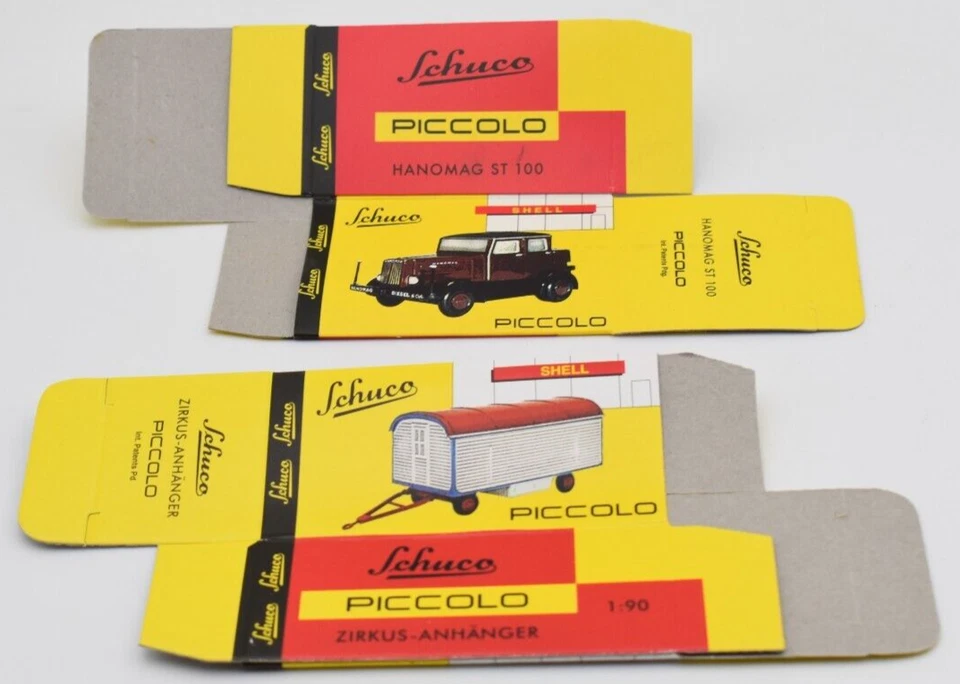 Schuco
Schuco
Schuco
PICCOLO
HANOMAG ST 100
Schuco
Schuco
Schuco
SHELL
PICCOLO
Schuco
HANOMAG ST 100
PICCOLO
Int. Patents Pdg.
Schuco
ZIRKUS-ANHÄNGER
PICCOLO
Int. Patents Pd.
Schuco
Schuco
Schuco
SHELL
PICCOLO
Schuco
Schuco
Schuco
PICCOLO
1:90
ZIRKUS-ANHÄNGER